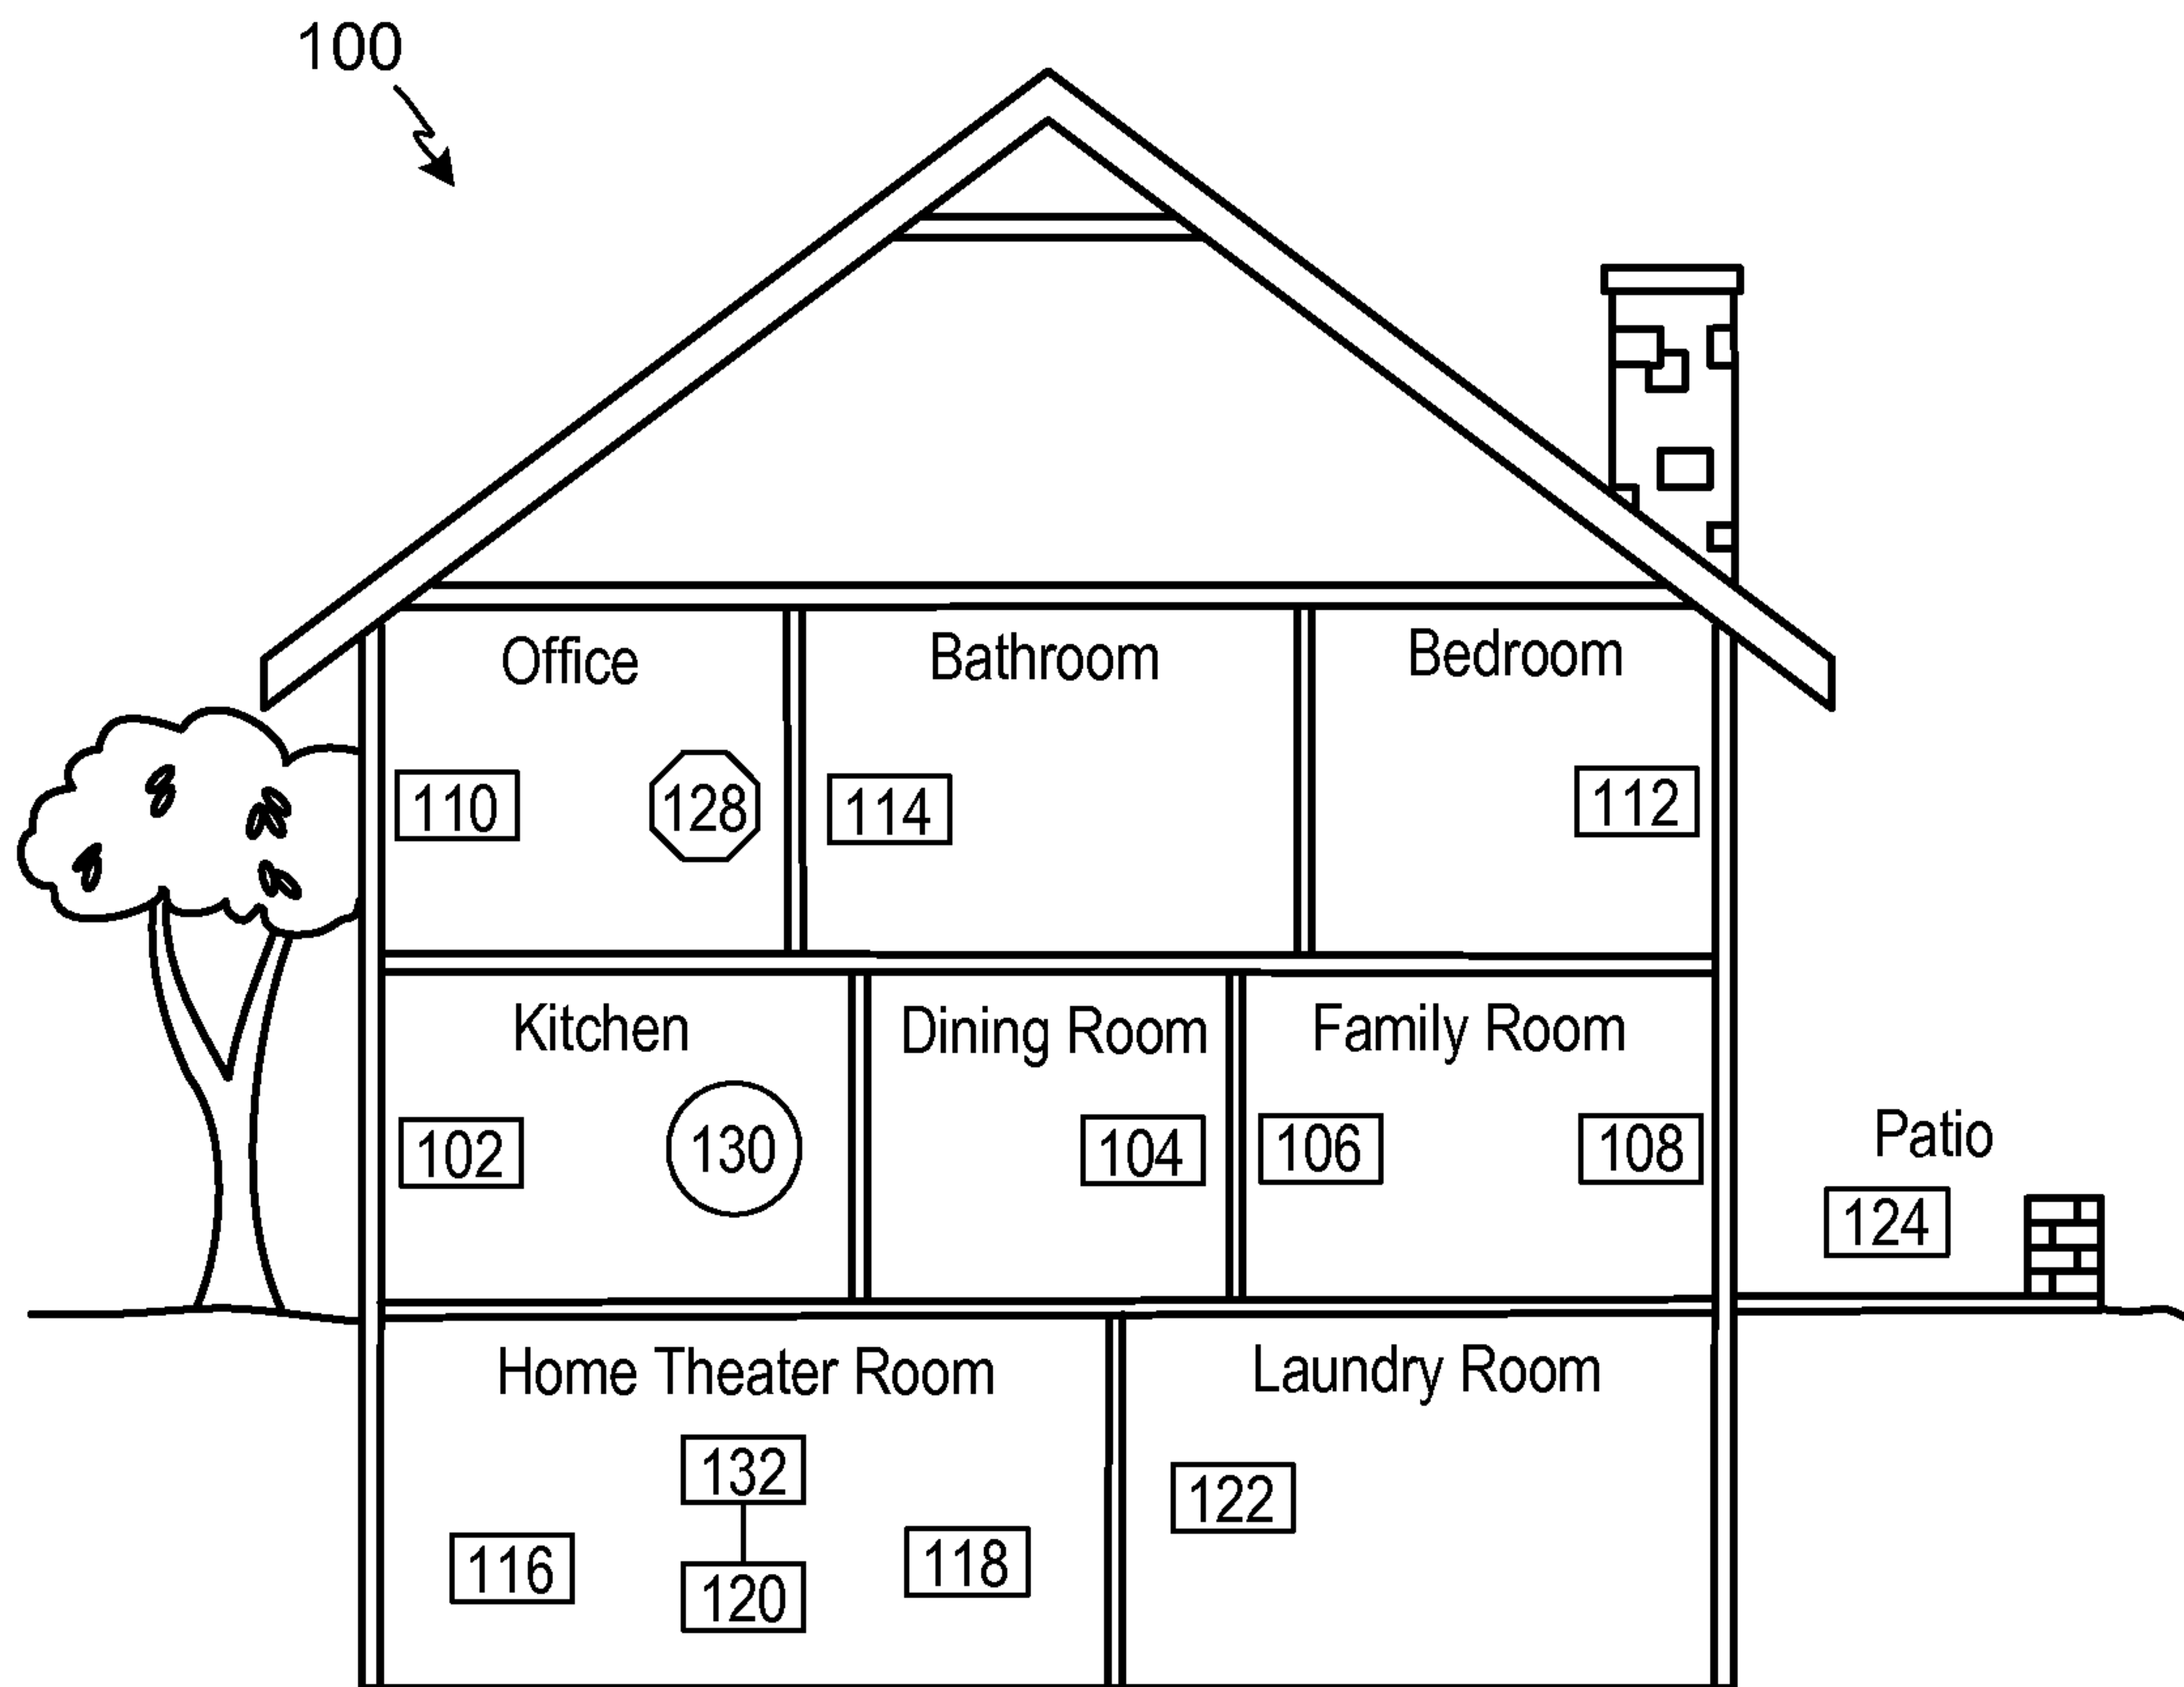 100
Office
Bathroom
Bedroom
110
128
114
112
Kitchen
Dining Room
Family Room
102
130
104
106
108
Patio
124
Home Theater Room
Laundry Room
132
122
116
120
118